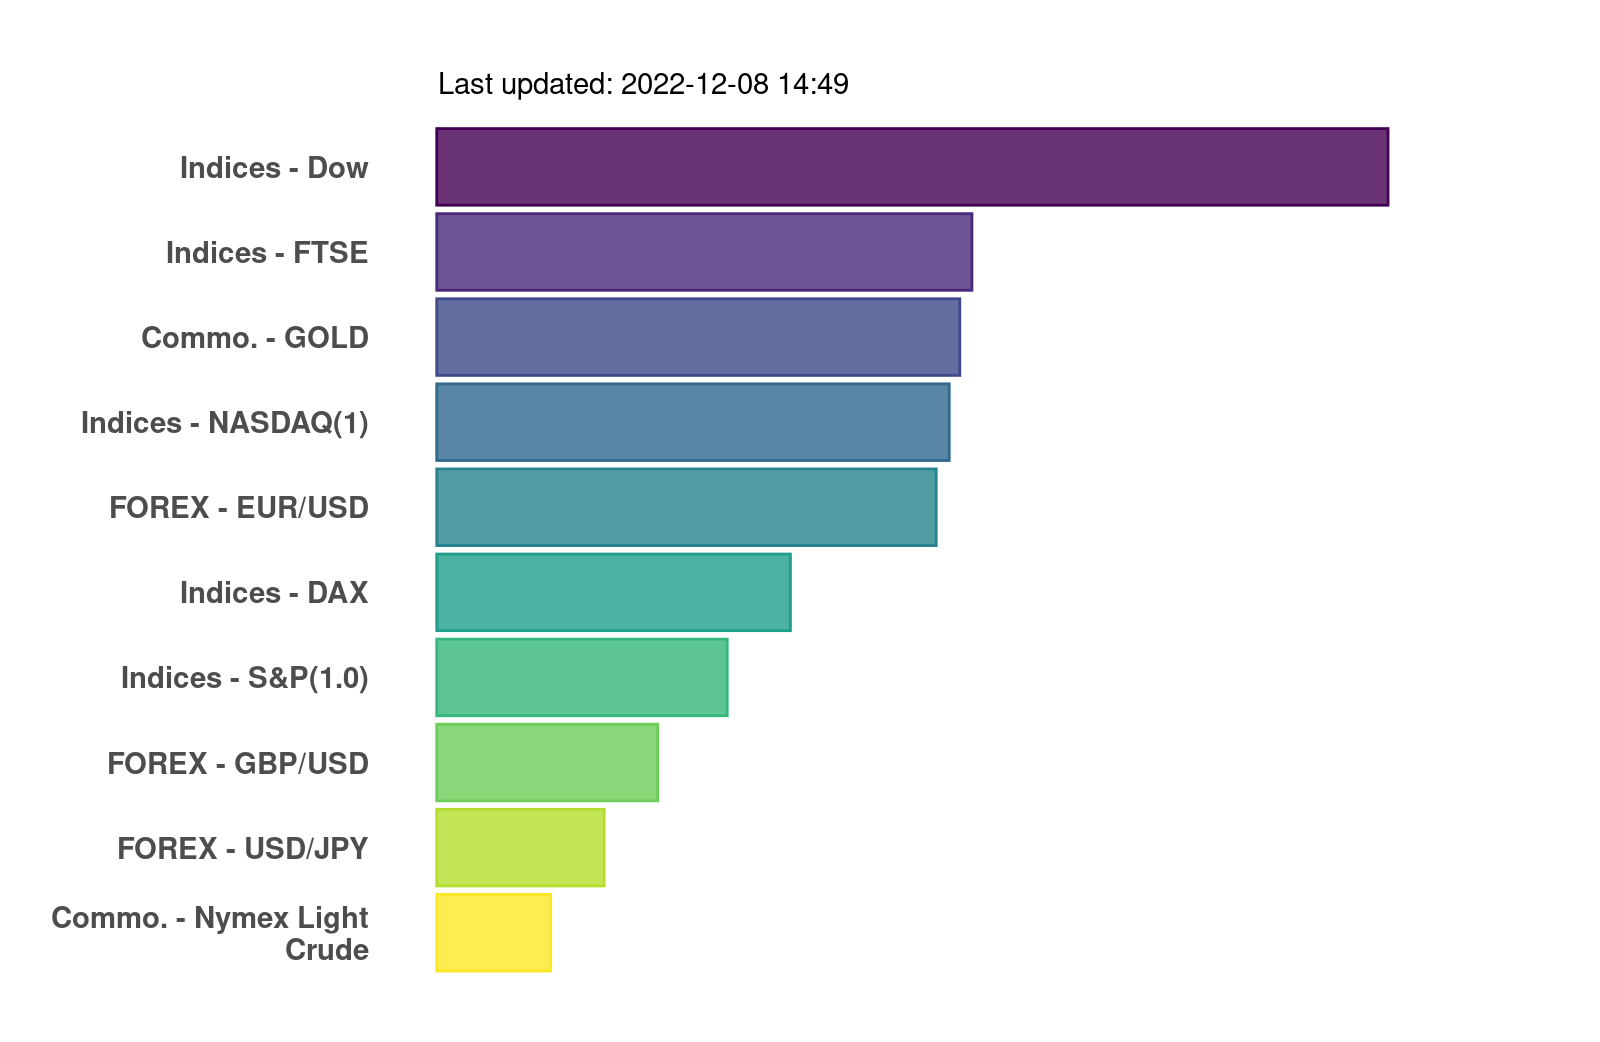 Last updated: 2022-12-08 14:49
Indices - Dow
Indices - FTSE
Commo. - GOLD
Indices - NASDAQ(1)
FOREX - EUR/USD
Indices - DAX
Indices - S&P(1.0)
FOREX - GBP/USD
FOREX - USD/JPY
Commo. - Nymex Light
Crude